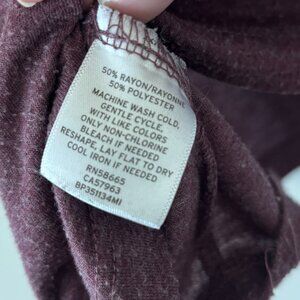 50% RAYON/RAYONNE
50% POLYESTER
MACHINE WASH COLD,
GENTLE CYCLE,
WITH LIKE COLORS
ONLY NON-CHLORINE
BLEACH IF NEEDED
RESHAPE, LAY FLAT TO DRY
COOL IRON IF NEEDED
RN58665
CA57963
BP351134MI